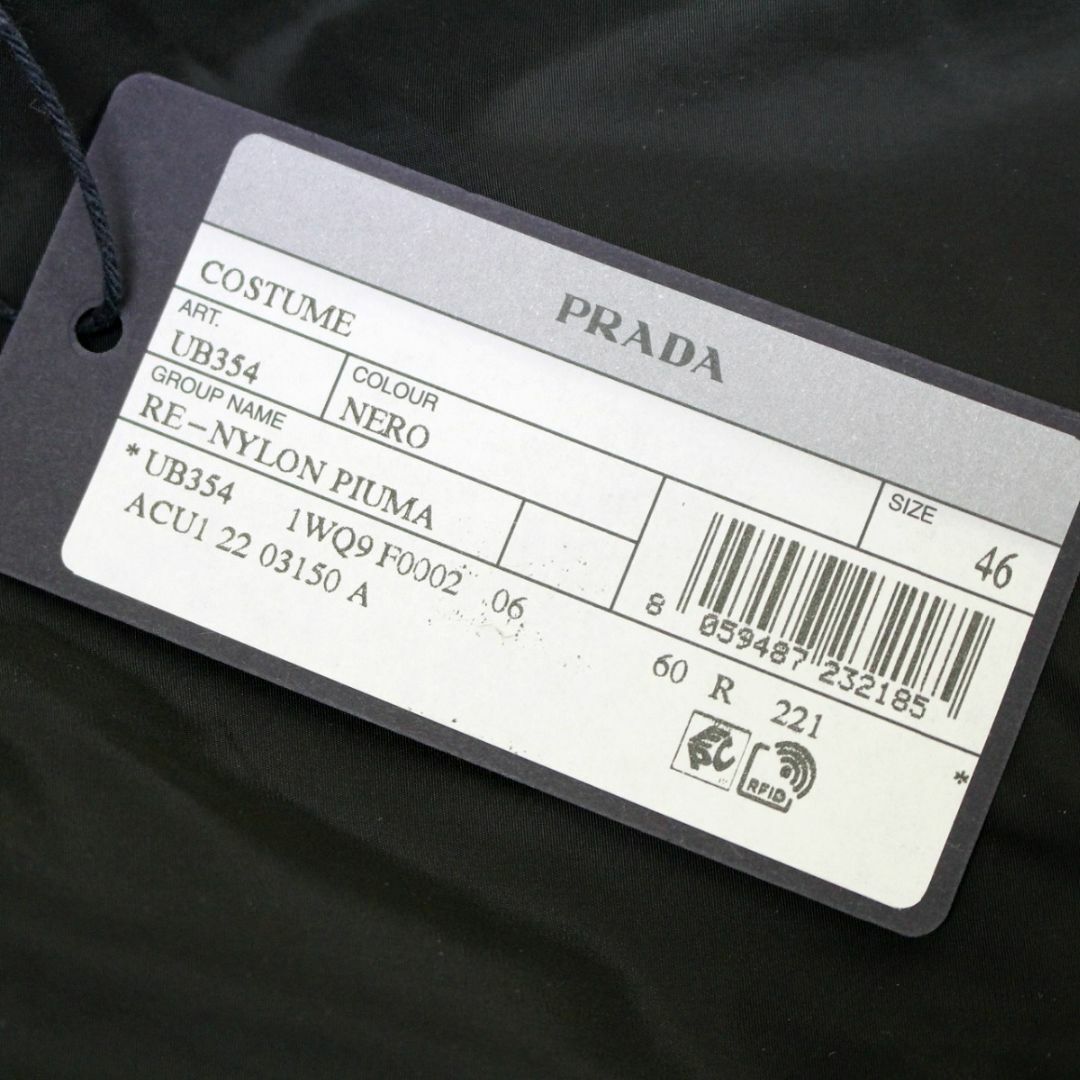 PRADA
COSTUME
ART.
UB354
COLOUR
NERO
SIZE
46
GROUP NAME
RE-NYLON PIUMA
*UB354 1WQ9 F0002 06
ACU1 22 03150 A
8 059487 232185
60 R 221
RFID
*